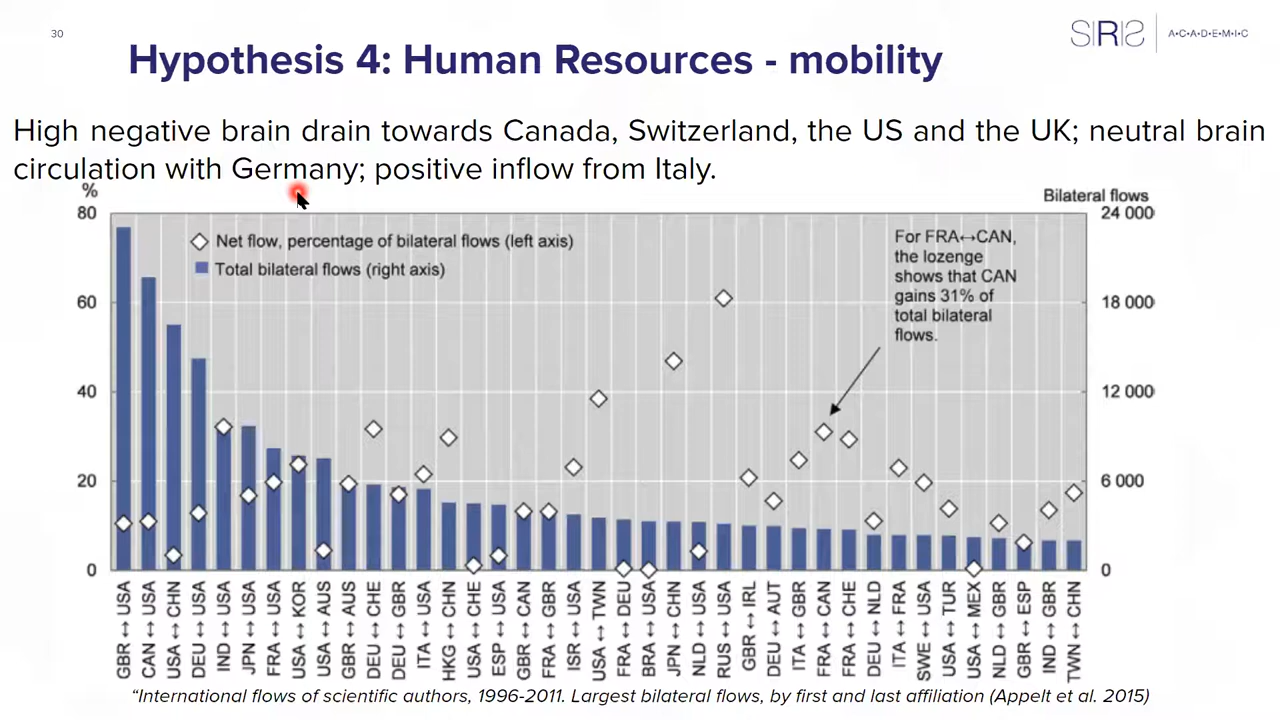 30
SIRIS
A·C·A·D·E·M·I·C
Hypothesis 4: Human Resources - mobility
High negative brain drain towards Canada, Switzerland, the US and the UK; neutral brain
circulation with Germany; positive inflow from Italy.
%
Bilateral flows
80
24 000
Net flow, percentage of bilateral flows (left axis)
Total bilateral flows (right axis)
For FRA↔CAN,
the lozenge
shows that CAN
gains 31% of
total bilateral
flows.
60
18 000
40
12 000
20
6 000
0
0
GBR ↔ USA
CAN ↔ USA
USA ↔ CHN
DEU ↔ USA
IND ↔ USA
JPN ↔ USA
FRA ↔ USA
USA ↔ KOR
USA ↔ AUS
GBR ↔ AUS
DEU ↔ CHE
DEU ↔ GBR
ITA ↔ USA
HKG ↔ CHN
USA ↔ CHE
ESP ↔ USA
GBR ↔ CAN
FRA ↔ GBR
ISR ↔ USA
USA ↔ TWN
FRA ↔ DEU
BRA ↔ USA
JPN ↔ CHN
NLD ↔ USA
RUS ↔ USA
GBR ↔ IRL
DEU ↔ AUT
ITA ↔ GBR
FRA ↔ CAN
FRA ↔ CHE
DEU ↔ NLD
ITA ↔ FRA
SWE ↔ USA
USA ↔ TUR
USA ↔ MEX
NLD ↔ GBR
GBR ↔ ESP
IND ↔ GBR
TWN ↔ CHN
“International flows of scientific authors, 1996-2011. Largest bilateral flows, by first and last affiliation (Appelt et al. 2015)